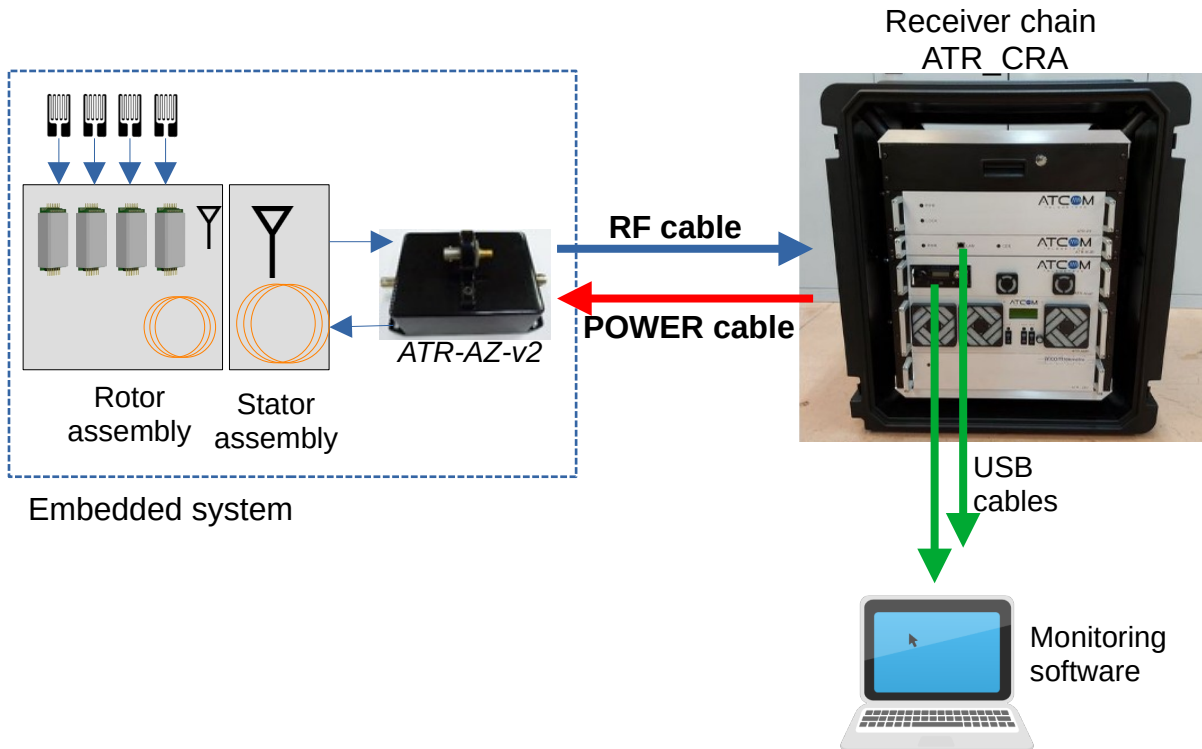 Receiver chain
ATR_CRA
RF cable
POWER cable
ATR-AZ-v2
Rotor
assembly
Stator
assembly
Embedded system
ATCOM
ATCOM
ATCOM
ATCOM
USB
cables
Monitoring
software